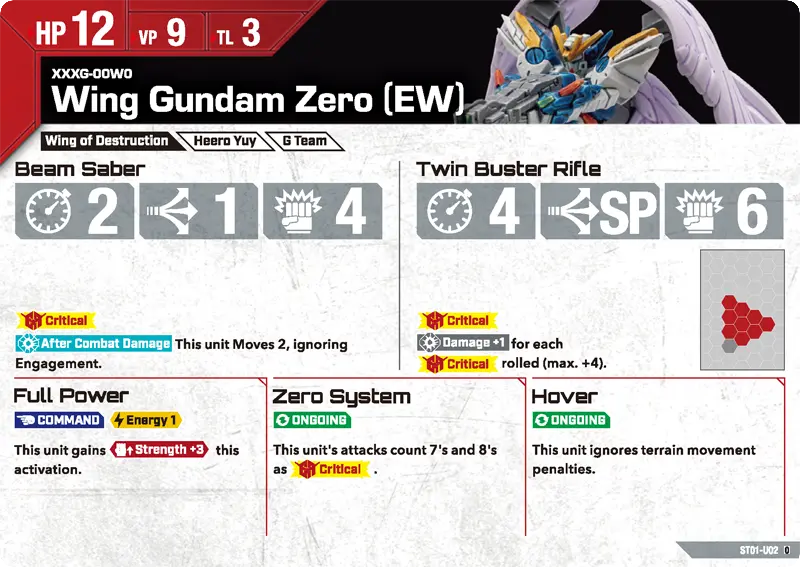 HP 12 VP 9 TL 3
XXXG-00W0
Wing Gundam Zero (EW)
Wing of Destruction Heero Yuy G Team
Beam Saber
2 1 4
Critical
After Combat Damage This unit Moves 2, ignoring
Engagement.
Twin Buster Rifle
4 SP 6
Critical
Damage +1 for each
Critical rolled (max. +4).
Full Power
COMMAND Energy 1
This unit gains Strength +3 this
activation.
Zero System
ONGOING
This unit's attacks count 7's and 8's
as Critical .
Hover
ONGOING
This unit ignores terrain movement
penalties.
ST01-U02 0